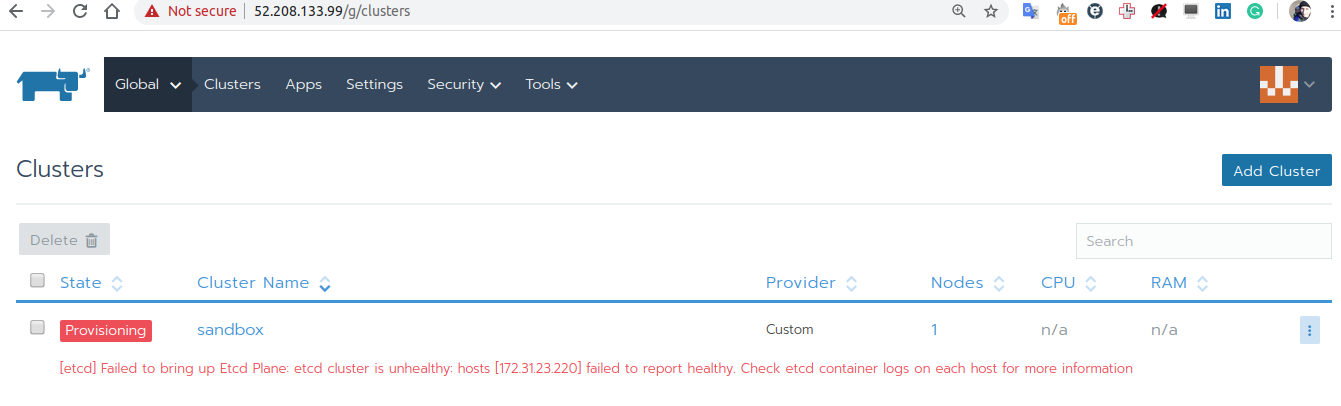 Not secure | 52.208.133.99/g/clusters
off
Global Clusters Apps Settings Security Tools
Clusters
Add Cluster
Delete
Search
State Cluster Name Provider Nodes CPU RAM
Provisioning sandbox Custom 1 n/a n/a
[etcd] Failed to bring up Etcd Plane: etcd cluster is unhealthy: hosts [172.31.23.220] failed to report healthy. Check etcd container logs on each host for more information